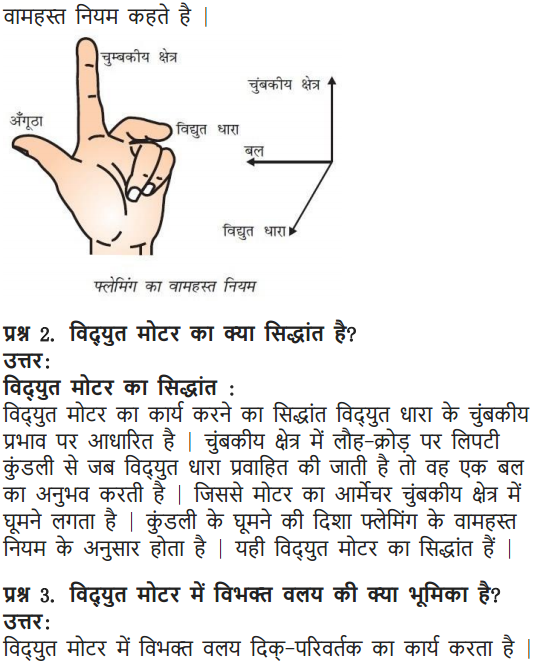 वामहस्त नियम कहते है |
चुम्बकीय क्षेत्र
अँगूठा
विद्युत धारा
चुंबकीय क्षेत्र
बल
विद्युत धारा
फ्लेमिंग का वामहस्त नियम
प्रश्न 2. विद्युत मोटर का क्या सिद्धांत है?
उत्तर:
विद्युत मोटर का सिद्धांत :
विद्युत मोटर का कार्य करने का सिद्धांत विद्युत धारा के चुंबकीय
प्रभाव पर आधारित है | चुंबकीय क्षेत्र में लौह-क्रोड़ पर लिपटी
कुंडली से जब विद्युत धारा प्रवाहित की जाती है तो वह एक बल
का अनुभव करती है | जिससे मोटर का आर्मेचर चुंबकीय क्षेत्र में
घूमने लगता है | कुंडली के घूमने की दिशा फ्लेमिंग के वामहस्त
नियम के अनुसार होता है | यही विद्युत मोटर का सिद्धांत हैं |
प्रश्न 3. विद्युत मोटर में विभक्त वलय की क्या भूमिका है?
उत्तर:
विद्युत मोटर में विभक्त वलय दिक्-परिवर्तक का कार्य करता है |